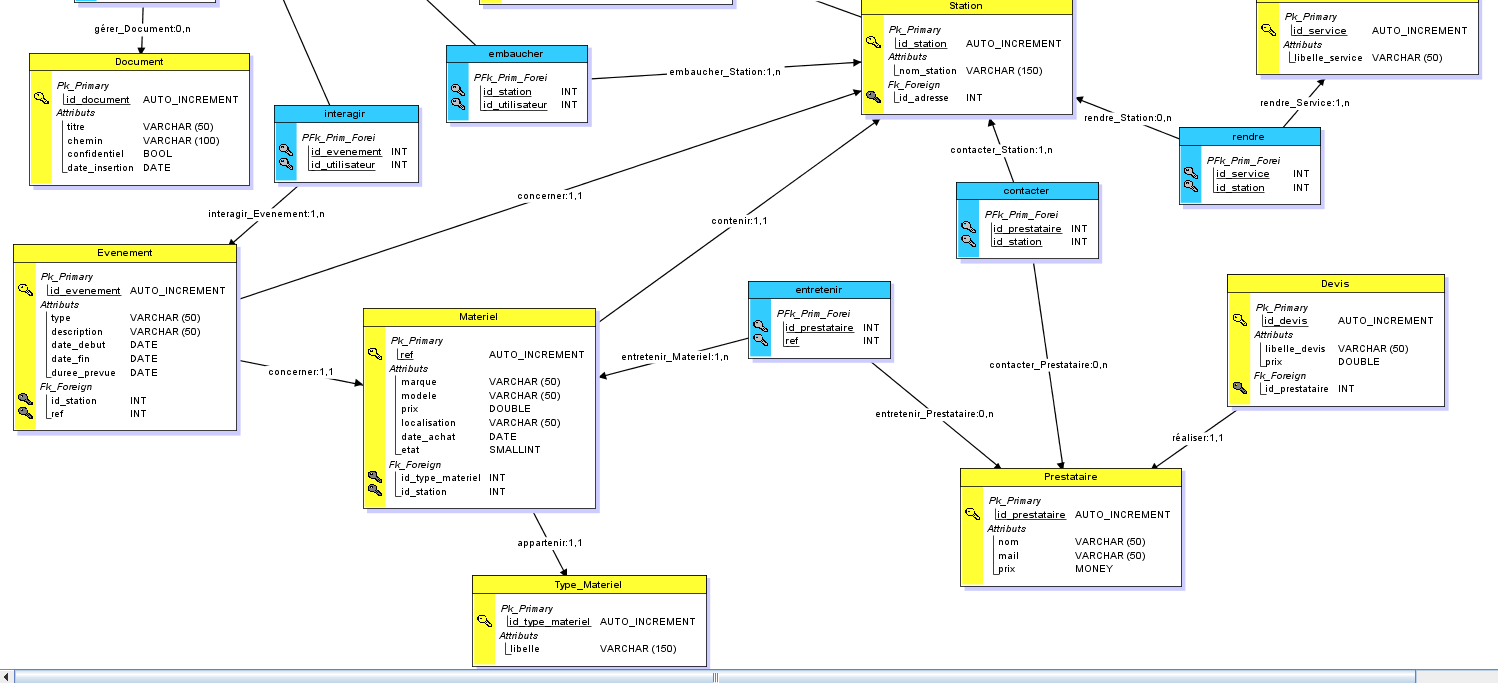 gérer_Document:0,n
Document
Pk_Primary
id_document AUTO_INCREMENT
Attributs
titre VARCHAR (50)
chemin VARCHAR (100)
confidentiel BOOL
date_insertion DATE
interagir
PFk_Prim_Forei
id_evenement INT
id_utilisateur INT
interagir_Evenement:1,n
embaucher
PFk_Prim_Forei
id_station INT
id_utilisateur INT
embaucher_Station:1,n
Station
Pk_Primary
id_station AUTO_INCREMENT
Attributs
nom_station VARCHAR (150)
Fk_Foreign
id_adresse INT
Pk_Primary
id_service AUTO_INCREMENT
Attributs
libelle_service VARCHAR (50)
rendre_Service:1,n
rendre_Station:0,n
rendre
PFk_Prim_Forei
id_service INT
id_station INT
contacter_Station:1,n
contacter
PFk_Prim_Forei
id_prestataire INT
id_station INT
concerner:1,1
contenir:1,1
Evenement
Pk_Primary
id_evenement AUTO_INCREMENT
Attributs
type VARCHAR (50)
description VARCHAR (50)
date_debut DATE
date_fin DATE
duree_prevue DATE
Fk_Foreign
id_station INT
ref INT
concerner:1,1
Materiel
Pk_Primary
ref AUTO_INCREMENT
Attributs
marque VARCHAR (50)
modele VARCHAR (50)
prix DOUBLE
localisation VARCHAR (50)
date_achat DATE
etat SMALLINT
Fk_Foreign
id_type_materiel INT
id_station INT
entretenir
PFk_Prim_Forei
id_prestataire INT
ref INT
entretenir_Materiel:1,n
entretenir_Prestataire:0,n
contacter_Prestataire:0,n
Devis
Pk_Primary
id_devis AUTO_INCREMENT
Attributs
libelle_devis VARCHAR (50)
prix DOUBLE
Fk_Foreign
id_prestataire INT
réaliser:1,1
Prestataire
Pk_Primary
id_prestataire AUTO_INCREMENT
Attributs
nom VARCHAR (50)
mail VARCHAR (50)
prix MONEY
appartenir:1,1
Type_Materiel
Pk_Primary
id_type_materiel AUTO_INCREMENT
Attributs
libelle VARCHAR (150)